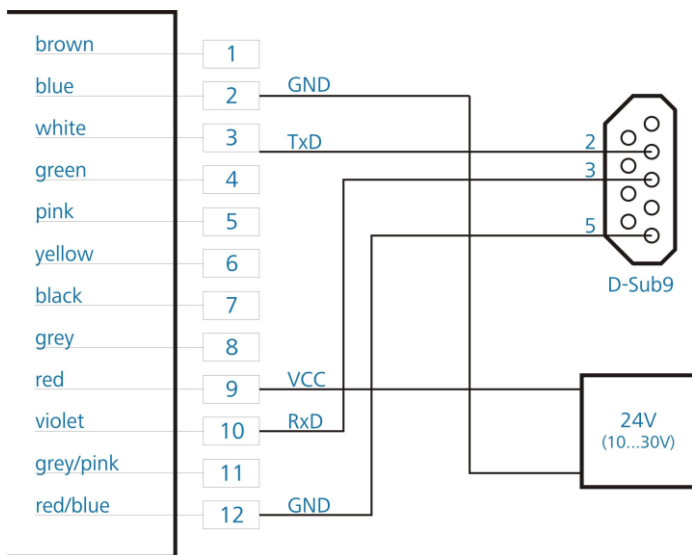 brown 1
blue 2 GND
white 3 TxD 2
green 4 3
pink 5
yellow 6 5
black 7 D-Sub9
grey 8
red 9 VCC
violet 10 RxD 24V
grey/pink 11 (10...30V)
red/blue 12 GND